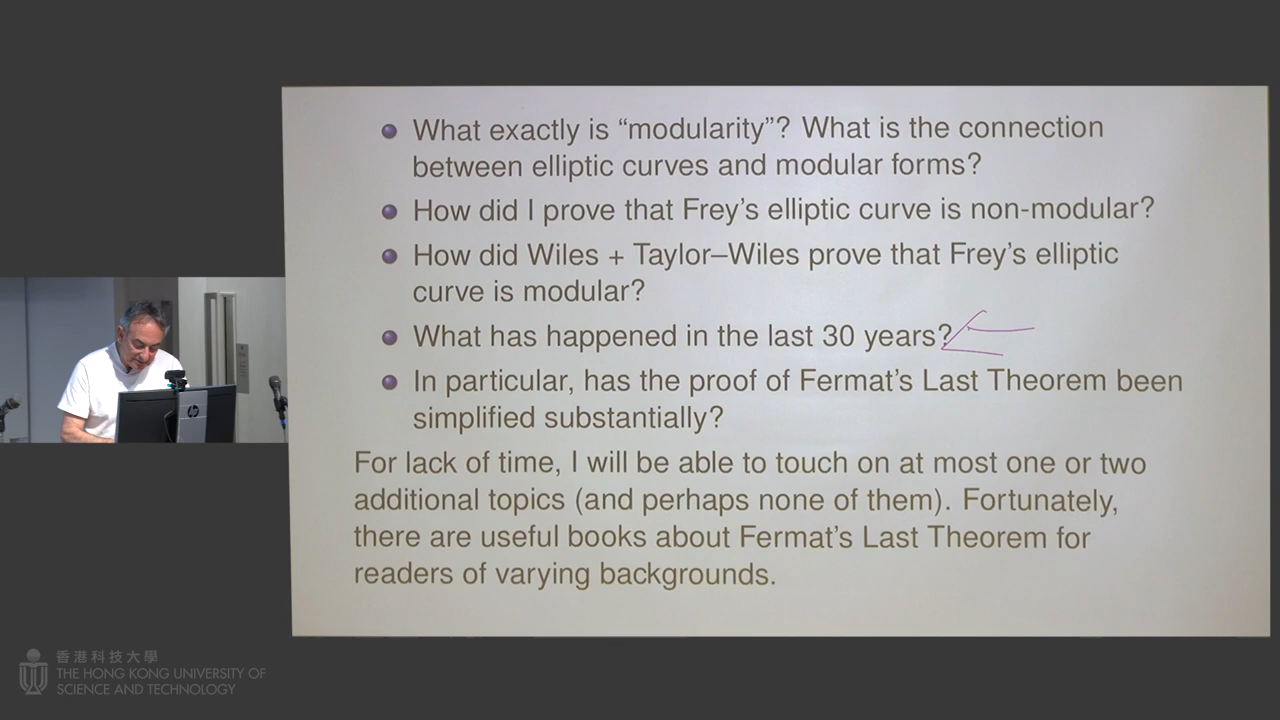 What exactly is “modularity”? What is the connection
between elliptic curves and modular forms?
How did I prove that Frey’s elliptic curve is non-modular?
How did Wiles + Taylor–Wiles prove that Frey’s elliptic
curve is modular?
What has happened in the last 30 years?
In particular, has the proof of Fermat’s Last Theorem been
simplified substantially?
For lack of time, I will be able to touch on at most one or two
additional topics (and perhaps none of them). Fortunately,
there are useful books about Fermat’s Last Theorem for
readers of varying backgrounds.
hp
香港科技大學
THE HONG KONG UNIVERSITY OF
SCIENCE AND TECHNOLOGY